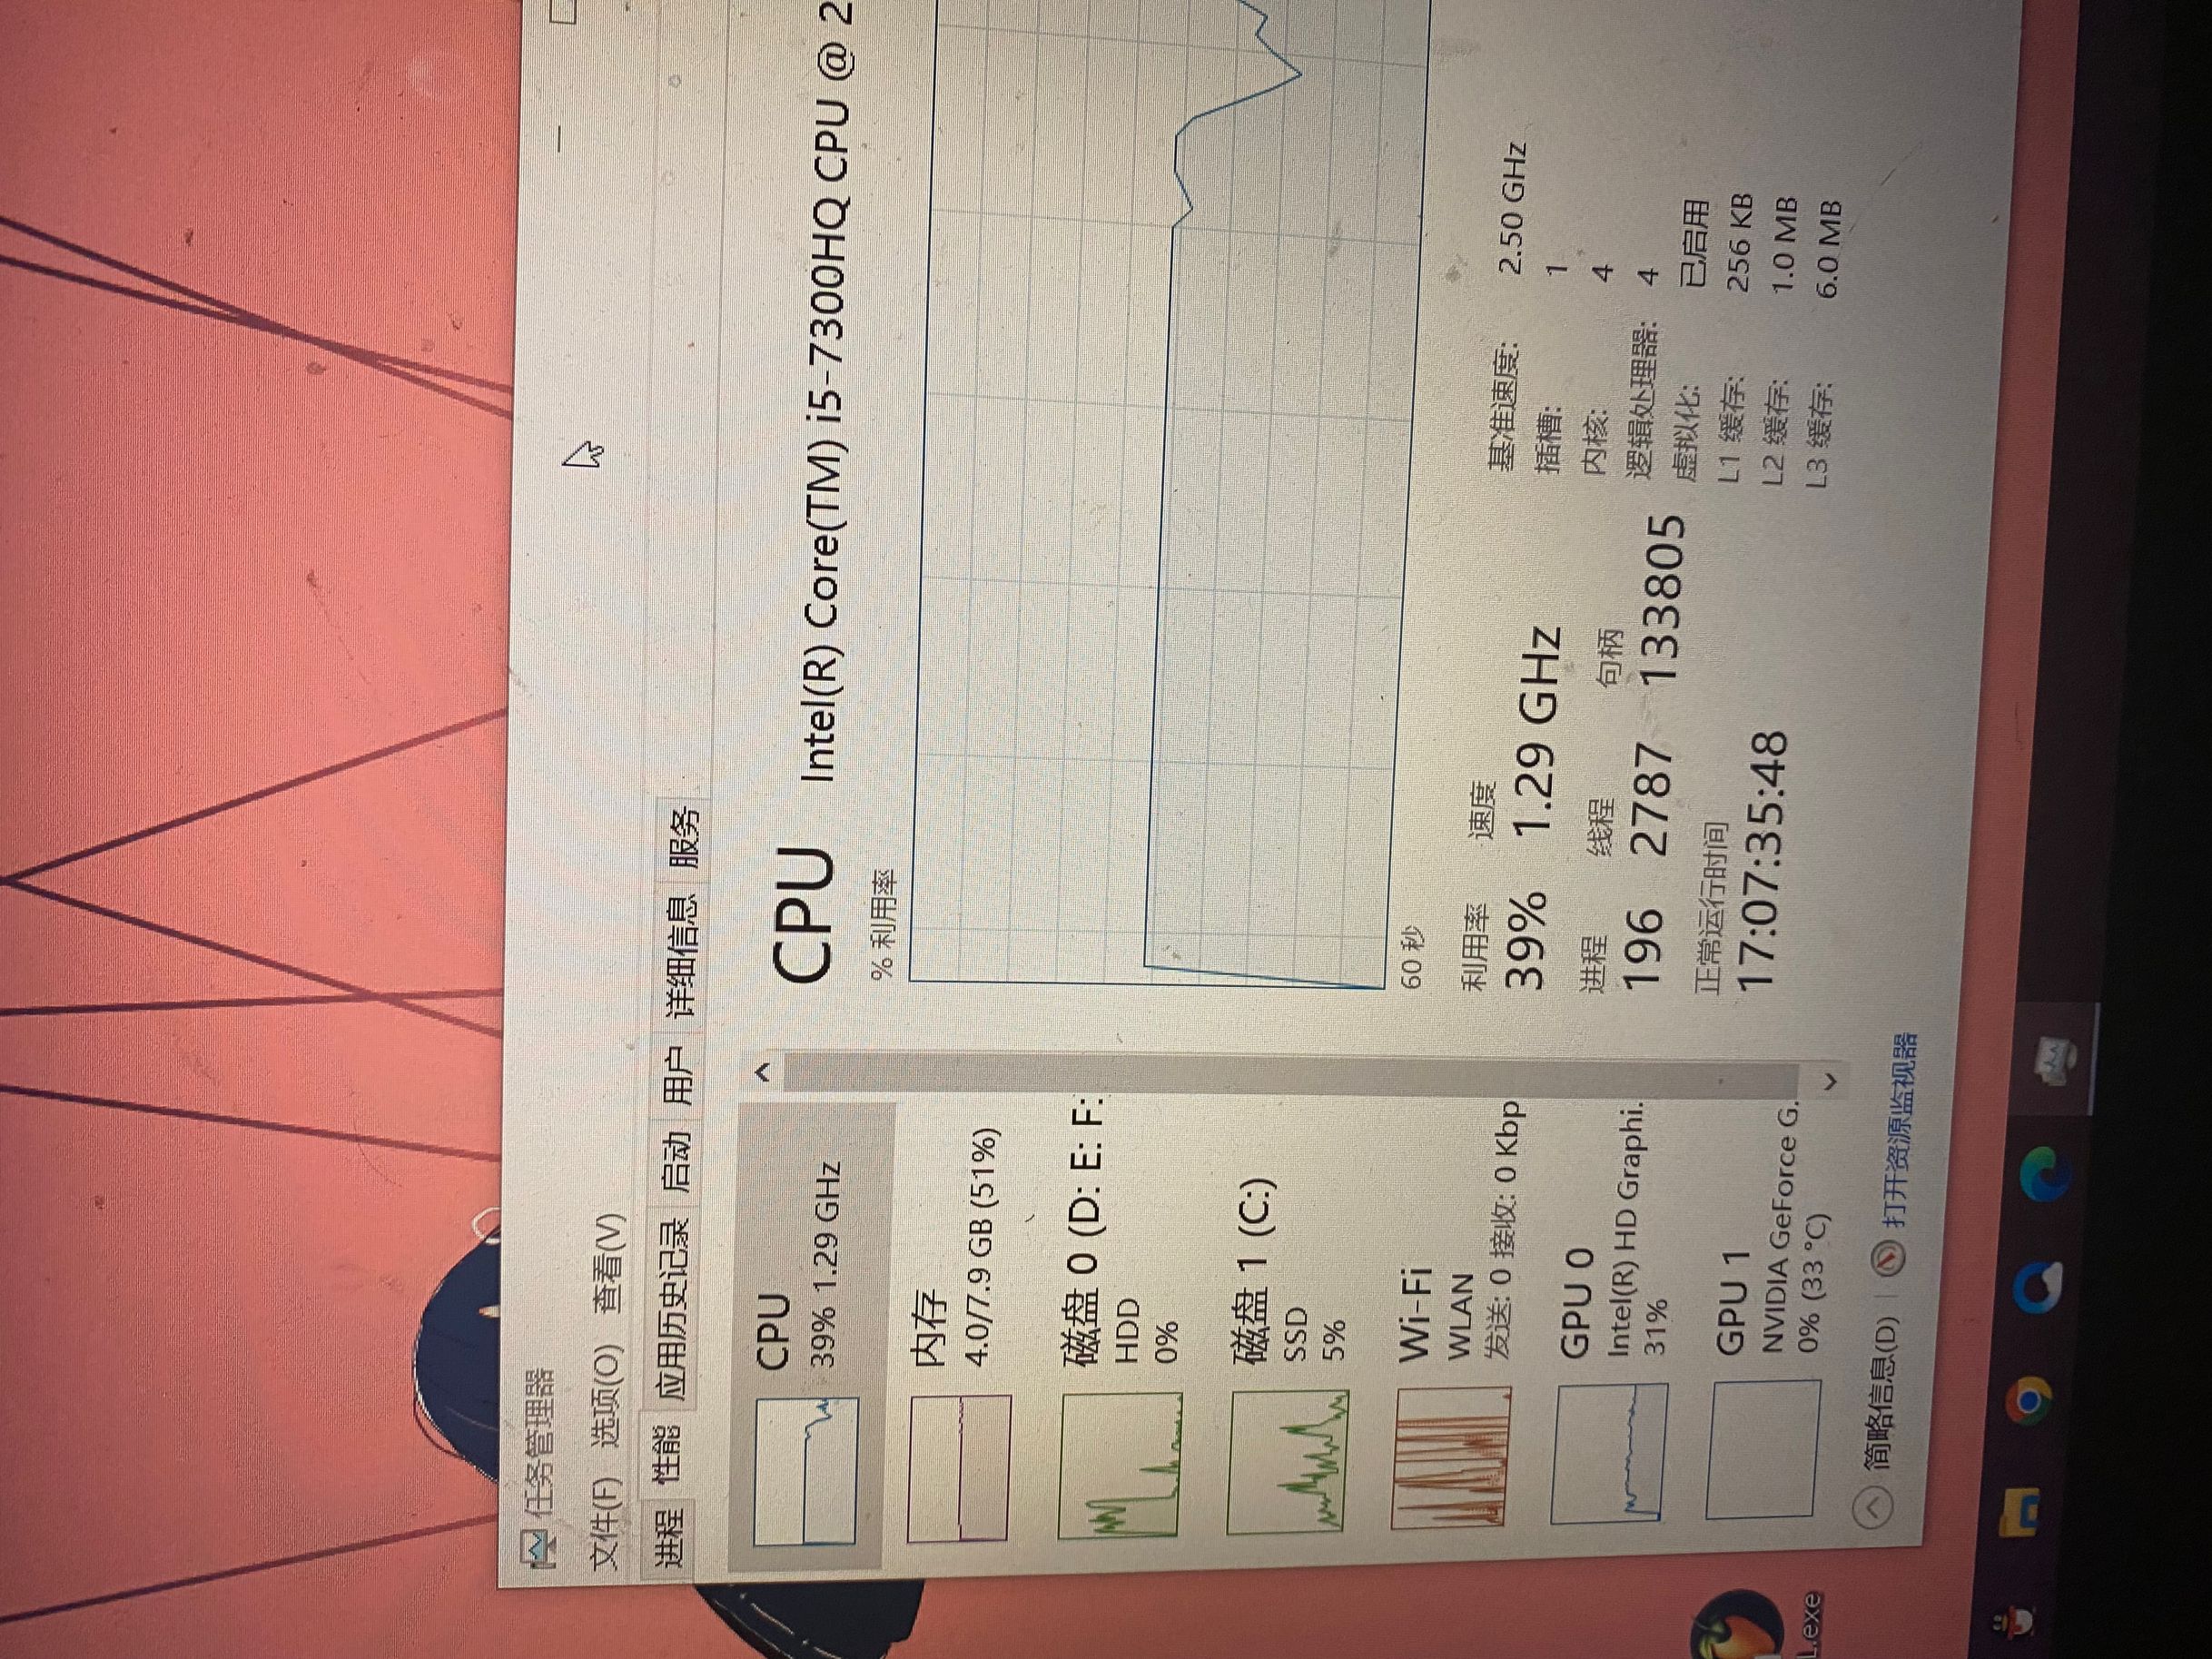 任务管理器
文件(F) 选项(O) 查看(V)
进程 性能 应用历史记录 启动 用户 详细信息 服务
CPU
39% 1.29 GHz
内存
4.0/7.9 GB (51%)
磁盘 0 (D: E: F:
HDD
0%
磁盘 1 (C:)
SSD
5%
Wi-Fi
WLAN
发送: 0 接收: 0 Kbp
GPU 0
Intel(R) HD Graphi.
31%
GPU 1
NVIDIA GeForce G.
0% (33 °C)
CPU Intel(R) Core(TM) i5-7300HQ CPU @ 2
% 利用率
60 秒
利用率 速度
39% 1.29 GHz
进程 线程 句柄
196 2787 133805
正常运行时间
17:07:35:48
基准速度: 2.50 GHz
插槽: 1
内核: 4
逻辑处理器: 4
虚拟化: 已启用
L1 缓存: 256 KB
L2 缓存: 1.0 MB
L3 缓存: 6.0 MB
简略信息(D) 打开资源监视器
L.exe